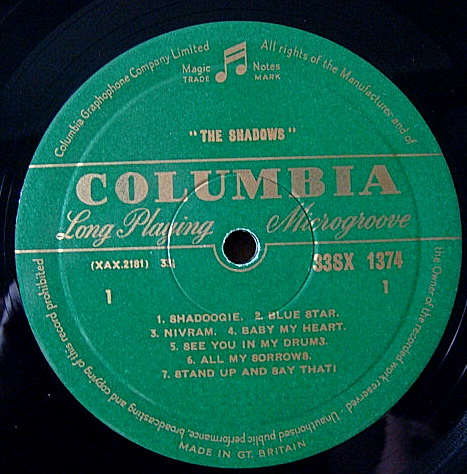 Columbia Graphophone Company Limited
All rights of the Manufacturer and of
the Owner of the recorded work reserved - Unauthorised public performance, broadcasting and copying of this record prohibited
Magic Notes
TRADE MARK
"THE SHADOWS"
COLUMBIA
Long Playing Microgroove
(XAX.2181) 33⅓ 33SX 1374
1 1
1. SHADOOGIE. 2. BLUE STAR.
3. NIVRAM. 4. BABY MY HEART.
5. SEE YOU IN MY DRUMS.
6. ALL MY SORROWS.
7. STAND UP AND SAY THAT!
MADE IN GT. BRITAIN